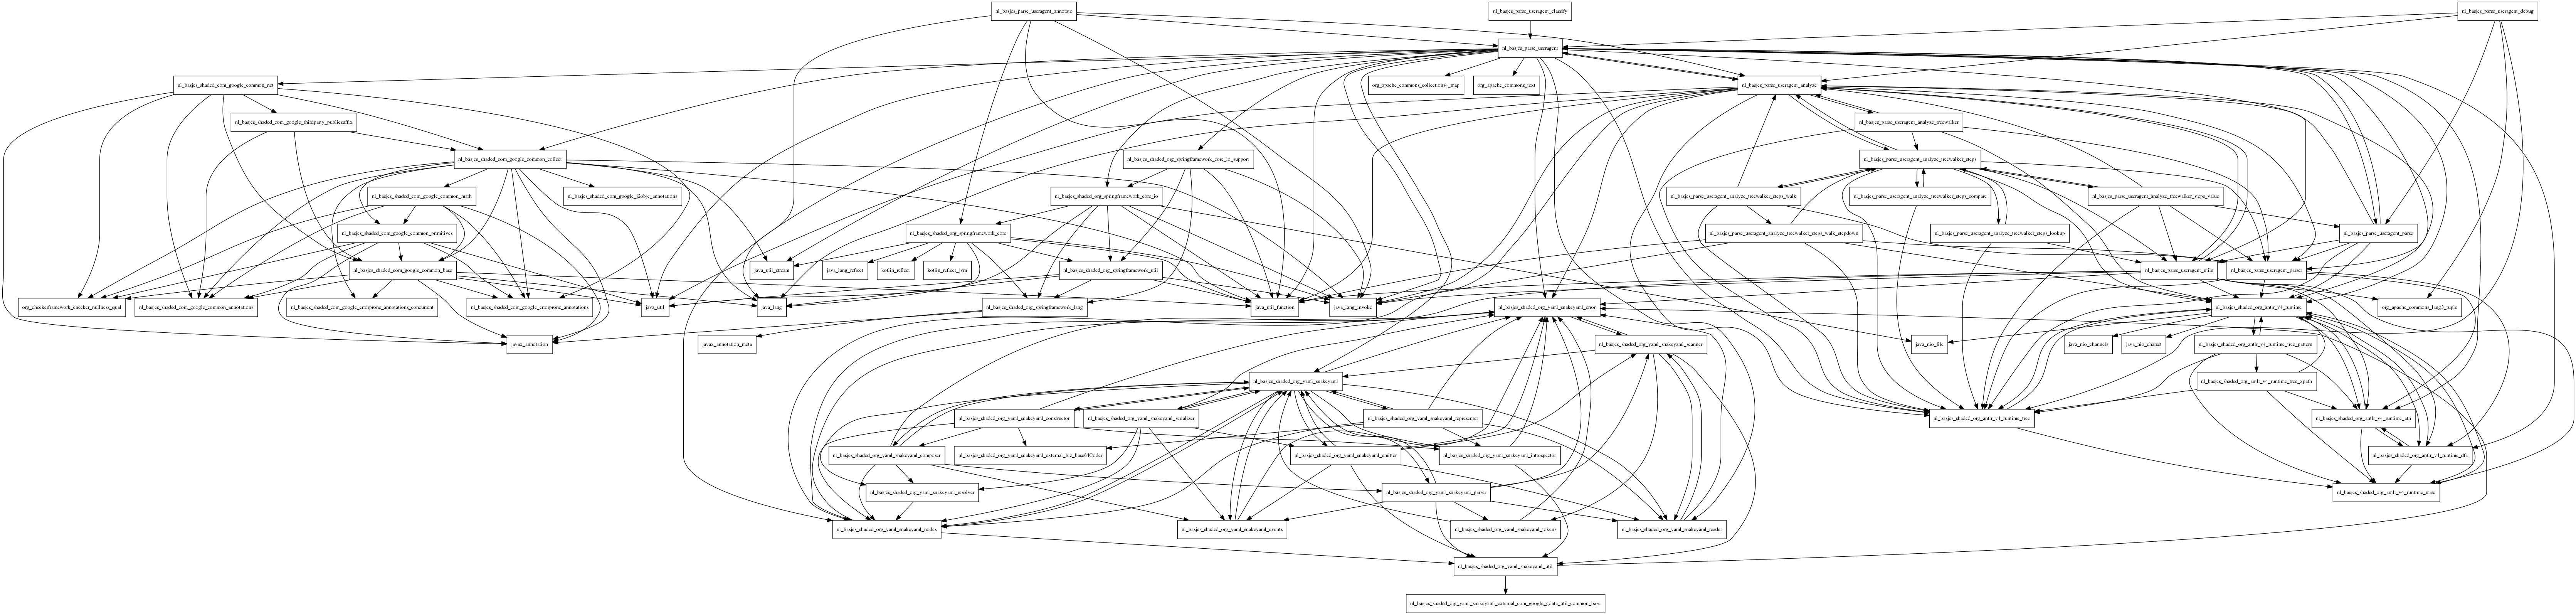 nl_basjes_parse_useragent_annotate
nl_basjes_parse_useragent_classify
nl_basjes_parse_useragent_debug
nl_basjes_parse_useragent
nl_basjes_shaded_com_google_common_net
org_apache_commons_collections4_map
org_apache_commons_text
nl_basjes_parse_useragent_analyze
nl_basjes_shaded_com_google_thirdparty_publicsuffix
nl_basjes_parse_useragent_analyze_treewalker
nl_basjes_shaded_com_google_common_collect
nl_basjes_shaded_org_springframework_core_io_support
nl_basjes_parse_useragent_analyze_treewalker_steps
nl_basjes_shaded_com_google_common_math
nl_basjes_shaded_com_google_j2objc_annotations
nl_basjes_shaded_org_springframework_core_io
nl_basjes_parse_useragent_analyze_treewalker_steps_walk
nl_basjes_parse_useragent_analyze_treewalker_steps_compare
nl_basjes_parse_useragent_analyze_treewalker_steps_value
nl_basjes_shaded_com_google_common_primitives
nl_basjes_shaded_org_springframework_core
nl_basjes_parse_useragent_analyze_treewalker_steps_walk_stepdown
nl_basjes_parse_useragent_analyze_treewalker_steps_lookup
nl_basjes_parse_useragent_parse
nl_basjes_shaded_com_google_common_base
java_util_stream
java_lang_reflect
kotlin_reflect
kotlin_reflect_jvm
nl_basjes_shaded_org_springframework_util
nl_basjes_parse_useragent_utils
nl_basjes_parse_useragent_parser
org_checkerframework_checker_nullness_qual
nl_basjes_shaded_com_google_common_annotations
nl_basjes_shaded_com_google_errorprone_annotations_concurrent
nl_basjes_shaded_com_google_errorprone_annotations
java_util
java_lang
nl_basjes_shaded_org_springframework_lang
java_util_function
java_lang_invoke
nl_basjes_shaded_org_yaml_snakeyaml_error
nl_basjes_shaded_org_antlr_v4_runtime
org_apache_commons_lang3_tuple
javax_annotation
javax_annotation_meta
nl_basjes_shaded_org_yaml_snakeyaml_scanner
java_nio_file
java_nio_channels
java_nio_charset
nl_basjes_shaded_org_antlr_v4_runtime_tree_pattern
nl_basjes_shaded_org_yaml_snakeyaml
nl_basjes_shaded_org_antlr_v4_runtime_tree_xpath
nl_basjes_shaded_org_yaml_snakeyaml_constructor
nl_basjes_shaded_org_yaml_snakeyaml_serializer
nl_basjes_shaded_org_yaml_snakeyaml_representer
nl_basjes_shaded_org_antlr_v4_runtime_tree
nl_basjes_shaded_org_antlr_v4_runtime_atn
nl_basjes_shaded_org_yaml_snakeyaml_composer
nl_basjes_shaded_org_yaml_snakeyaml_external_biz_base64Coder
nl_basjes_shaded_org_yaml_snakeyaml_emitter
nl_basjes_shaded_org_yaml_snakeyaml_introspector
nl_basjes_shaded_org_antlr_v4_runtime_dfa
nl_basjes_shaded_org_yaml_snakeyaml_resolver
nl_basjes_shaded_org_yaml_snakeyaml_parser
nl_basjes_shaded_org_antlr_v4_runtime_misc
nl_basjes_shaded_org_yaml_snakeyaml_nodes
nl_basjes_shaded_org_yaml_snakeyaml_events
nl_basjes_shaded_org_yaml_snakeyaml_tokens
nl_basjes_shaded_org_yaml_snakeyaml_reader
nl_basjes_shaded_org_yaml_snakeyaml_util
nl_basjes_shaded_org_yaml_snakeyaml_external_com_google_gdata_util_common_base